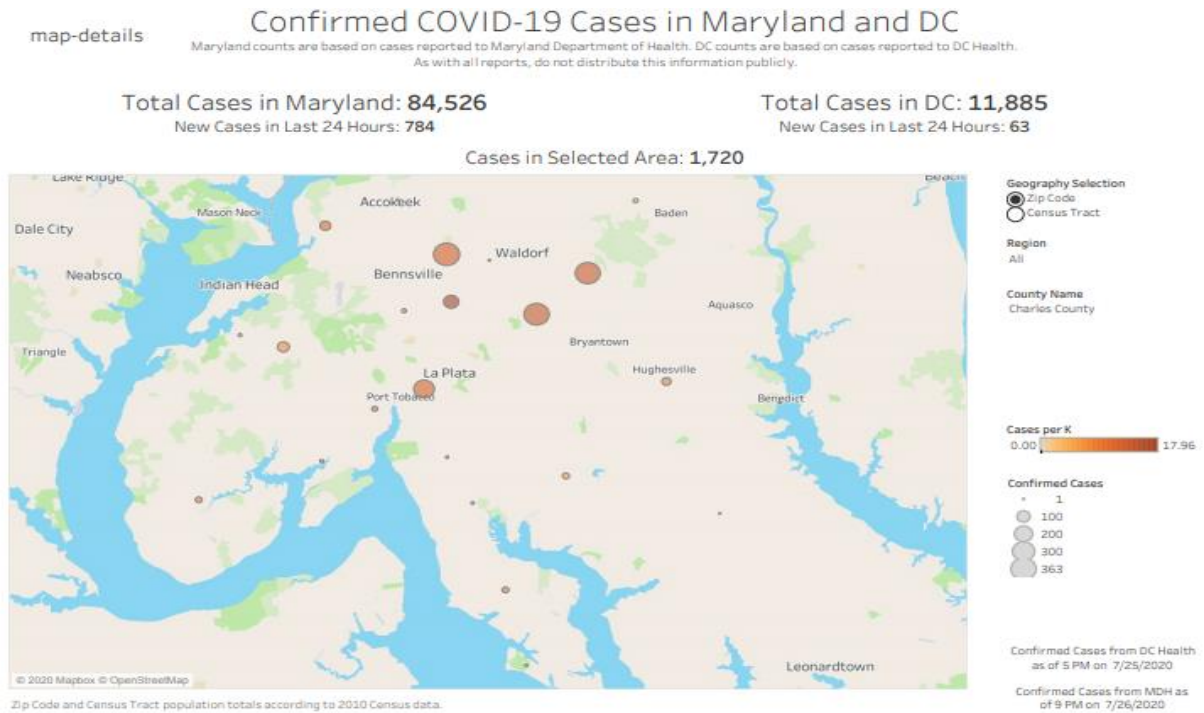 map-details
Confirmed COVID-19 Cases in Maryland and DC
Maryland counts are based on cases reported to Maryland Department of Health. DC counts are based on cases reported to DC Health.
As with all reports, do not distribute this information publicly.
Total Cases in Maryland: 84,526
New Cases in Last 24 Hours: 784
Total Cases in DC: 11,885
New Cases in Last 24 Hours: 63
Cases in Selected Area: 1,720
Lake Ridge
Beach
Mason Neck
Accokeek
Baden
Dale City
Waldorf
Neabsco
Bennsville
Indian Head
Aquasco
Triangle
Bryantown
La Plata
Hughesville
Port Tobacco
Benedict
Leonardtown
© 2020 Mapbox © OpenStreetMap
Geography Selection
Zip Code
Census Tract
Region
All
County Name
Charles County
Cases per K
0.00 17.96
Confirmed Cases
1
100
200
300
363
Confirmed Cases from DC Health
as of 5 PM on 7/25/2020
Confirmed Cases from MDH as
of 9 PM on 7/26/2020
Zip Code and Census Tract population totals according to 2010 Census data.